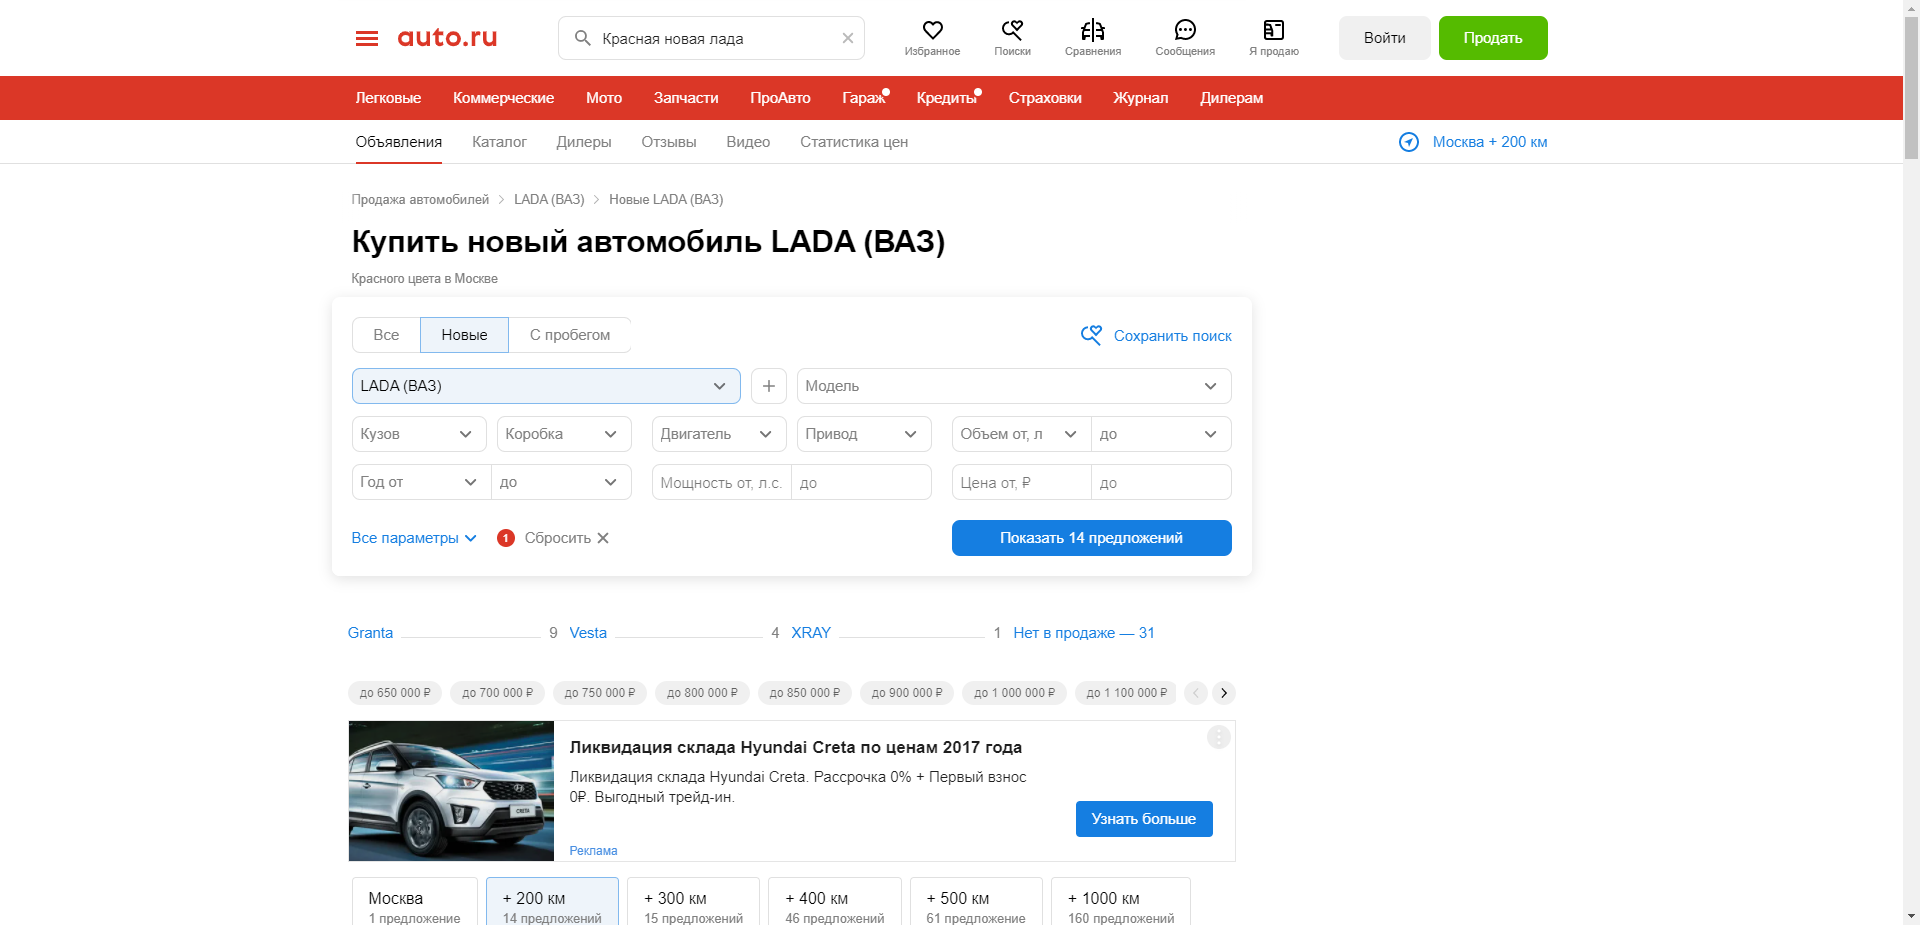 auto.ru
Красная новая лада
Избранное
Поиски
Сравнения
Сообщения
Я продаю
Войти
Продать
Легковые Коммерческие Мото Запчасти ПроАвто Гараж Кредиты Страховки Журнал Дилерам
Объявления Каталог Дилеры Отзывы Видео Статистика цен
Москва + 200 км
Продажа автомобилей > LADA (ВАЗ) > Новые LADA (ВАЗ)
Купить новый автомобиль LADA (ВАЗ)
Красного цвета в Москве
Все Новые С пробегом
Сохранить поиск
LADA (ВАЗ) + Модель
Кузов Коробка Двигатель Привод Объем от, л до
Год от до Мощность от, л.с. до Цена от, ₽ до
Все параметры 1 Сбросить Показать 14 предложений
Granta 9 Vesta 4 XRAY 1 Нет в продаже — 31
до 650 000 ₽ до 700 000 ₽ до 750 000 ₽ до 800 000 ₽ до 850 000 ₽ до 900 000 ₽ до 1 000 000 ₽ до 1 100 000 ₽
CRETA
Ликвидация склада Hyundai Creta по ценам 2017 года
Ликвидация склада Hyundai Creta. Рассрочка 0% + Первый взнос
0₽. Выгодный трейд-ин.
Узнать больше
Реклама
Москва + 200 км + 300 км + 400 км + 500 км + 1000 км
1 предложение 14 предложений 15 предложений 46 предложений 61 предложение 160 предложений